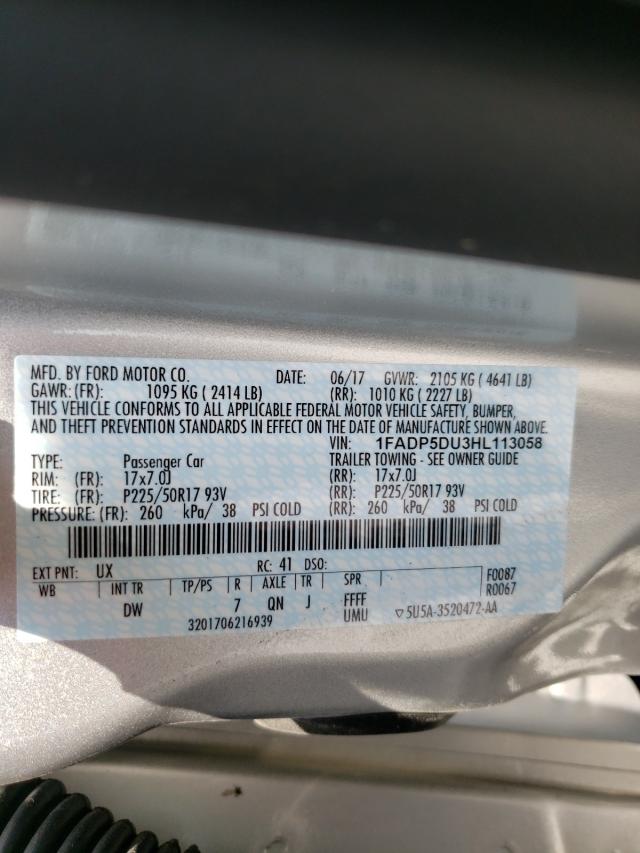 MFD. BY FORD MOTOR CO. DATE: 06/17 GVWR: 2105 KG ( 4641 LB)
GAWR: (FR): 1095 KG ( 2414 LB) (RR): 1010 KG ( 2227 LB)
THIS VEHICLE CONFORMS TO ALL APPLICABLE FEDERAL MOTOR VEHICLE SAFETY, BUMPER,
AND THEFT PREVENTION STANDARDS IN EFFECT ON THE DATE OF MANUFACTURE SHOWN ABOVE.
VIN: 1FADP5DU3HL113058
TYPE: Passenger Car TRAILER TOWING - SEE OWNER GUIDE
RIM: (FR): 17x7.0J (RR): 17x7.0J
TIRE: (FR): P225/50R17 93V (RR): P225/50R17 93V
PRESSURE: (FR): 260 kPa/ 38 PSI COLD (RR): 260 kPa/ 38 PSI COLD
EXT PNT: UX RC: 41 DSO: F0087
WB INT TR TP/PS R AXLE TR SPR R0067
DW 7 QN J FFFF
3201706216939 UMU ▽5U5A-3520472-AA